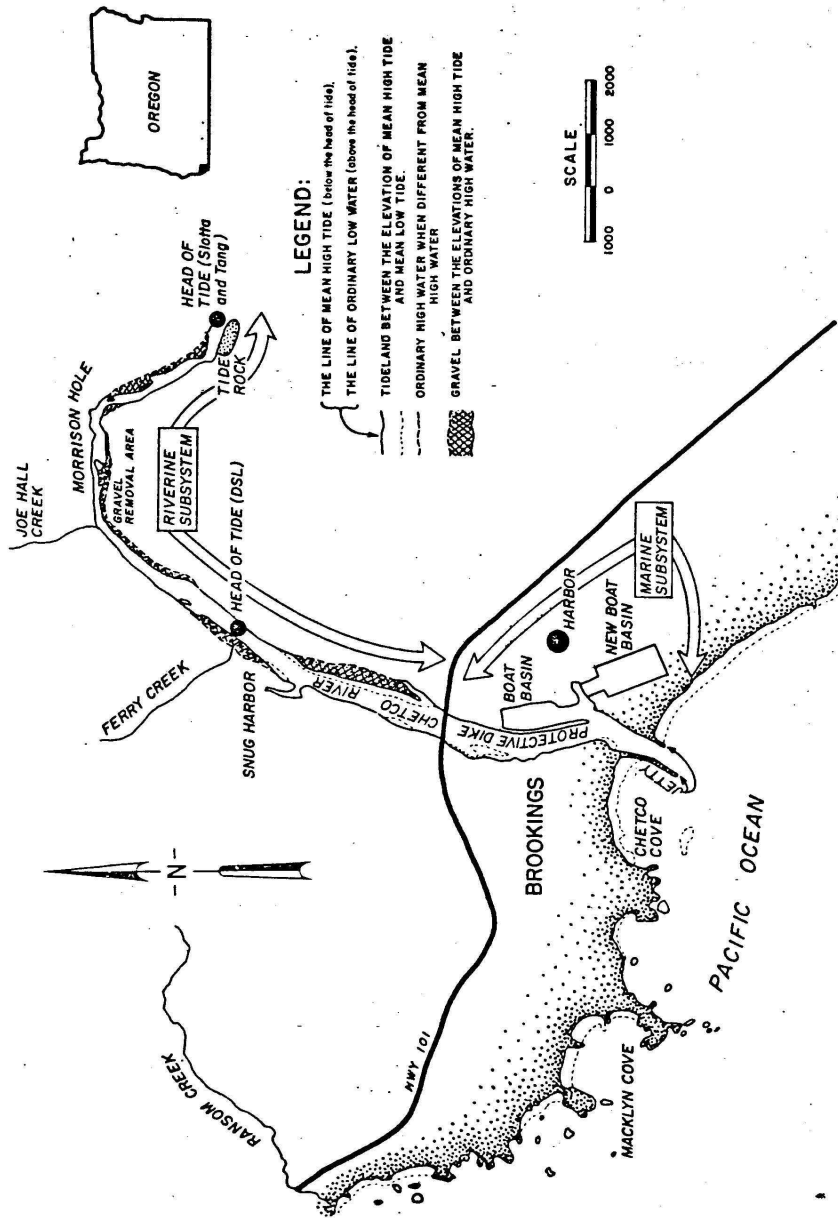 OREGON
RANSOM CREEK
-N-
FERRY CREEK
SNUG HARBOR
JOE HALL
CREEK
MORRISON HOLE
GRAVEL
REMOVAL AREA
RIVERINE
SUBSYSTEM
HEAD OF TIDE (DSL)
TIDE
ROCK
HEAD OF
TIDE (Slotta
and Tang)
LEGEND:
THE LINE OF MEAN HIGH TIDE (below the head of tide).
THE LINE OF ORDINARY LOW WATER (above the head of tide).
TIDELAND BETWEEN THE ELEVATION OF MEAN HIGH TIDE
AND MEAN LOW TIDE.
ORDINARY HIGH WATER WHEN DIFFERENT FROM MEAN
HIGH WATER
GRAVEL BETWEEN THE ELEVATIONS OF MEAN HIGH TIDE
AND ORDINARY HIGH WATER.
SCALE
1000 0 1000 2000
HWY 101
CHETCO
RIVER
BROOKINGS
PROTECTIVE DIKE
BOAT
BASIN
HARBOR
NEW BOAT
BASIN
MARINE
SUBSYSTEM
JETTY
CHETCO
COVE
MACKLYN COVE
PACIFIC OCEAN